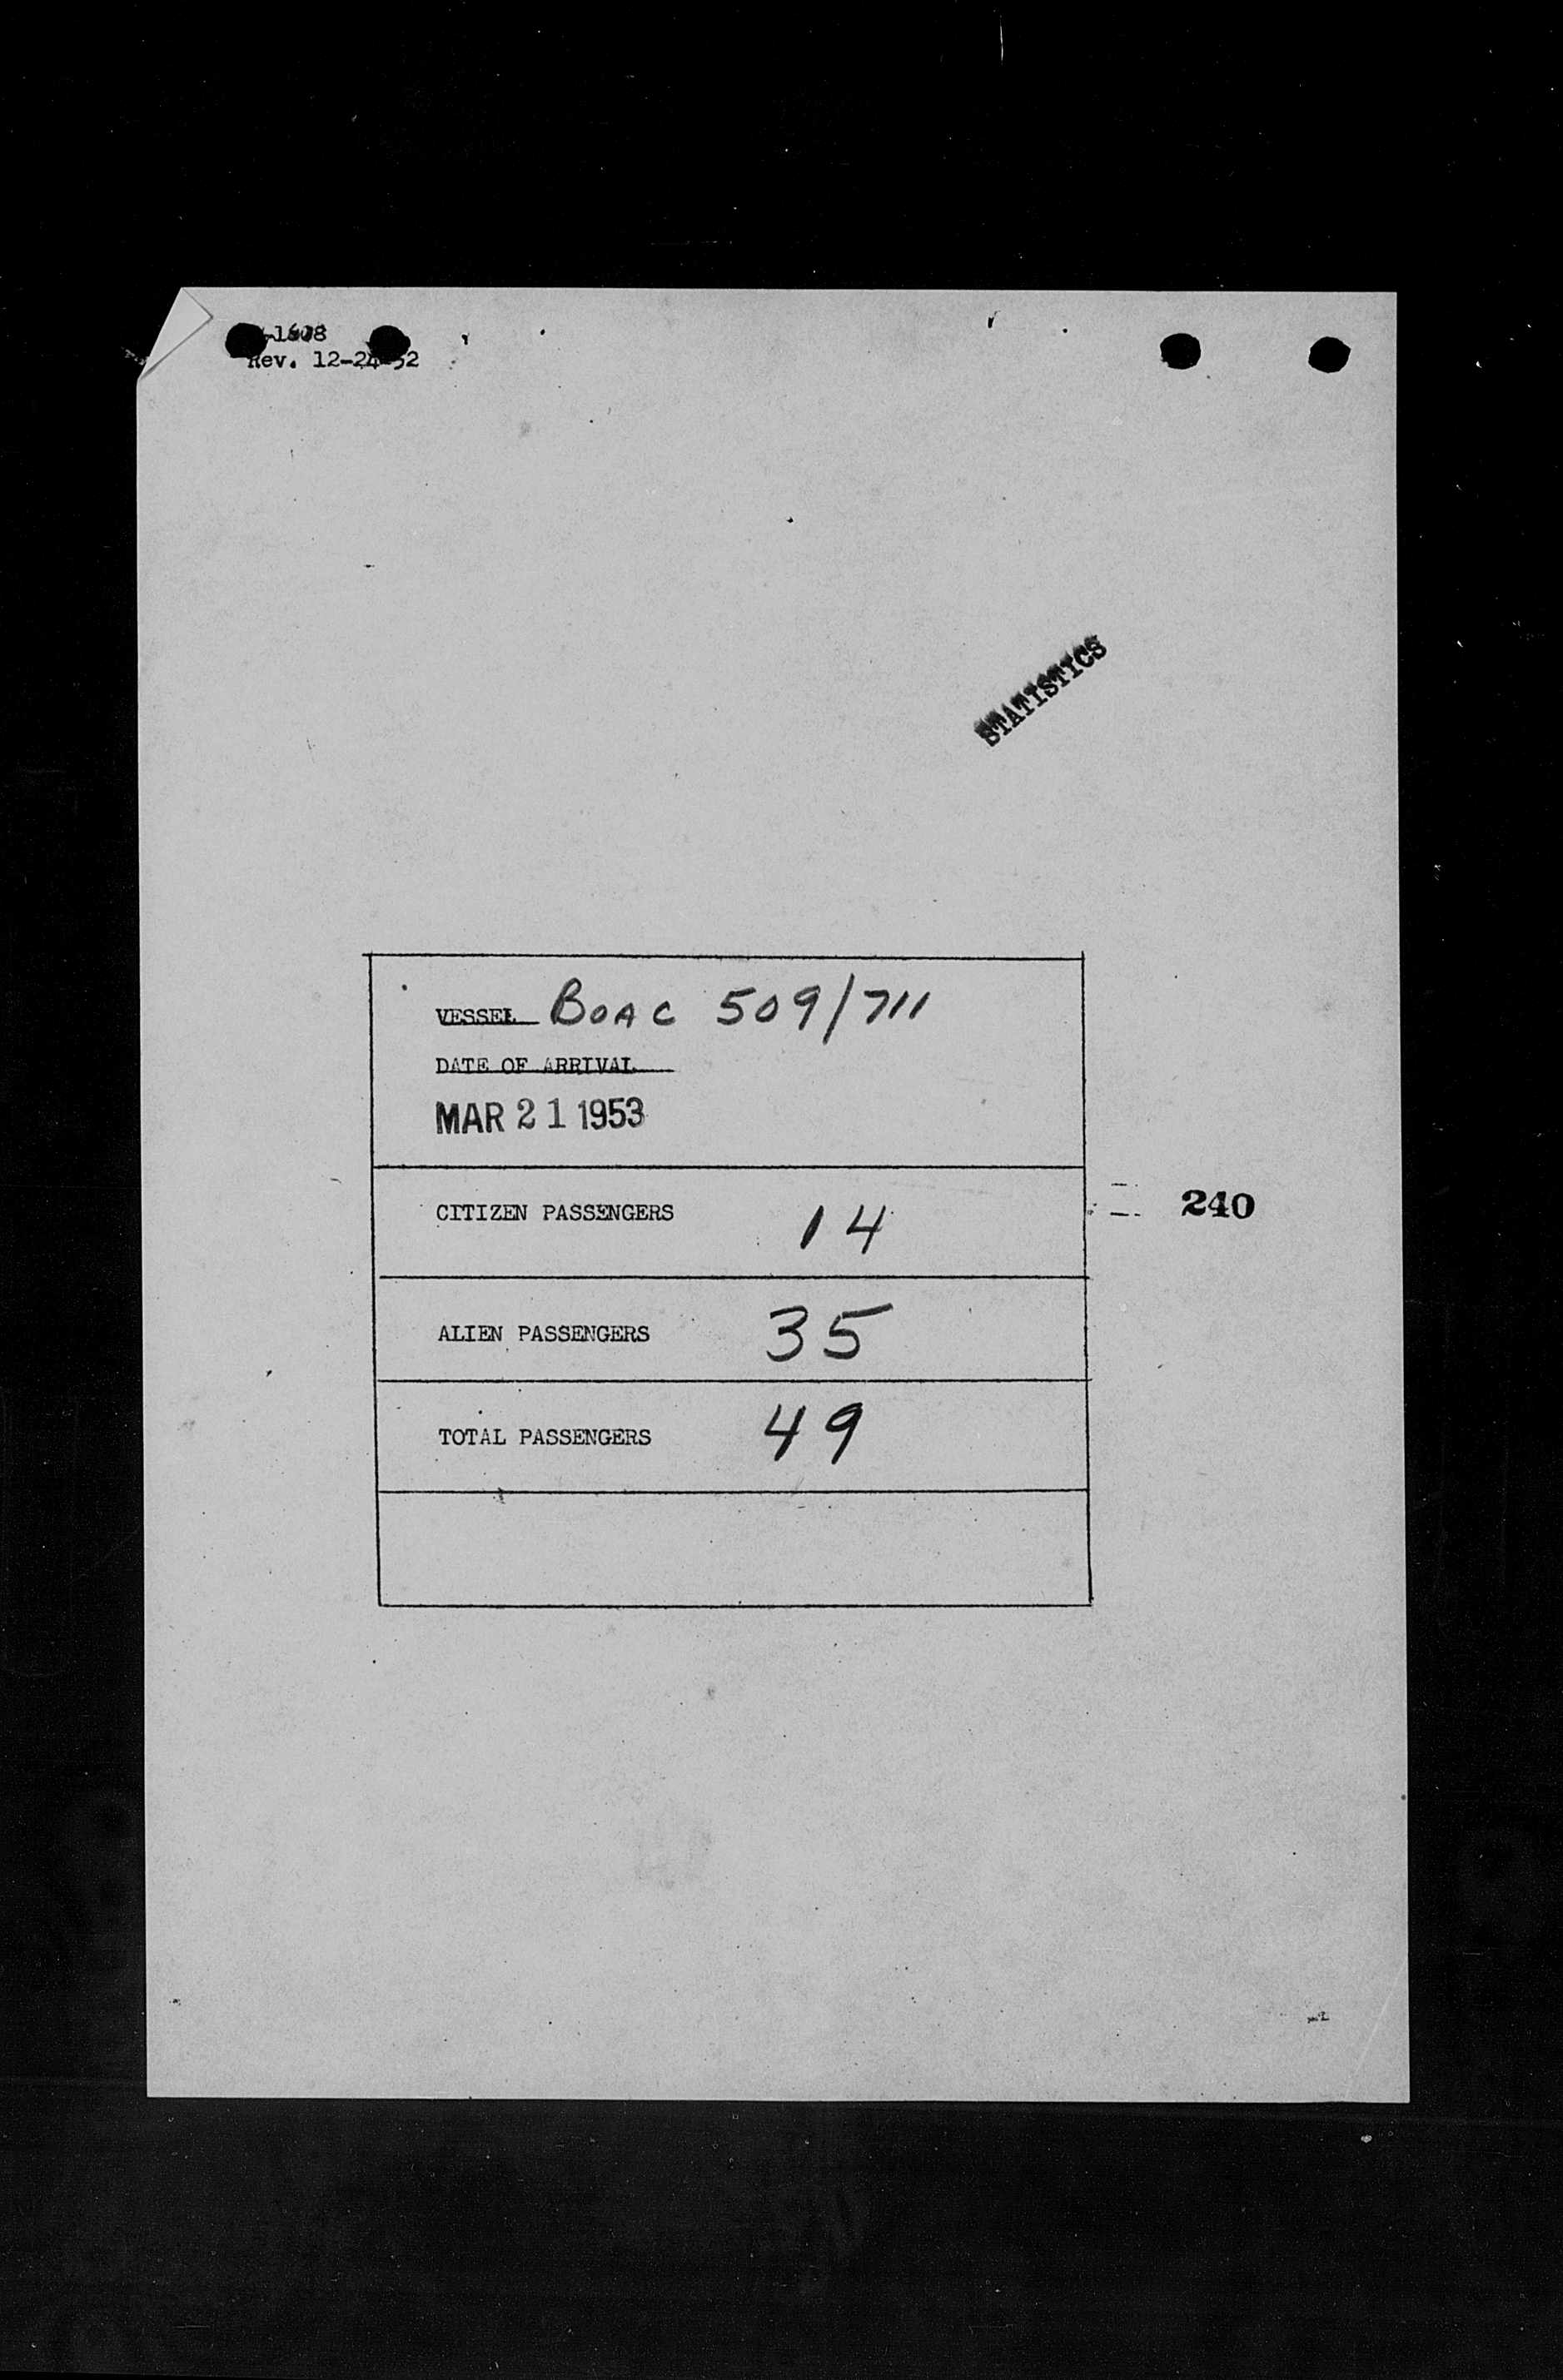 -1608
Rev. 12-24-52
STATISTICS
VESSEL BOAC 509/711
DATE OF ARRIVAL
MAR 21 1953
CITIZEN PASSENGERS 14
240
ALIEN PASSENGERS 35
TOTAL PASSENGERS 49